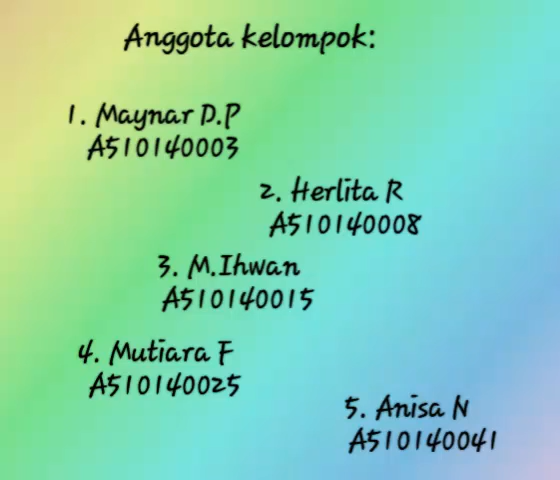 Anggota kelompok:
1. Maynar D.P
A510140003
2. Herlita R
A510140008
3. M.Ihwan
A510140015
4. Mutiara F
A510140025
5. Anisa N
A510140041